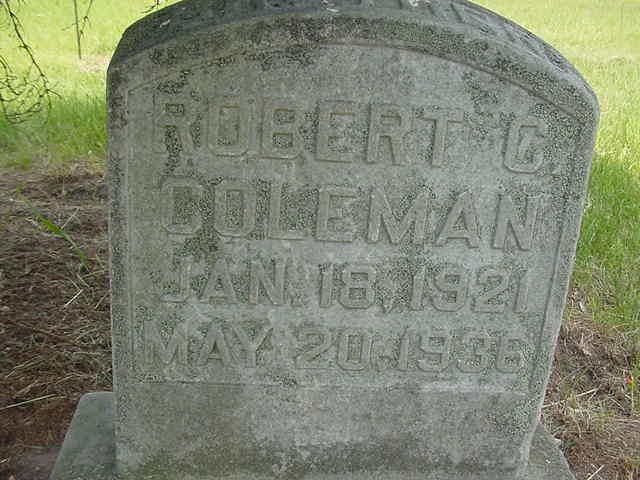 ROBERT G
COLEMAN
JAN. 18, 1921
MAY 20, 1936